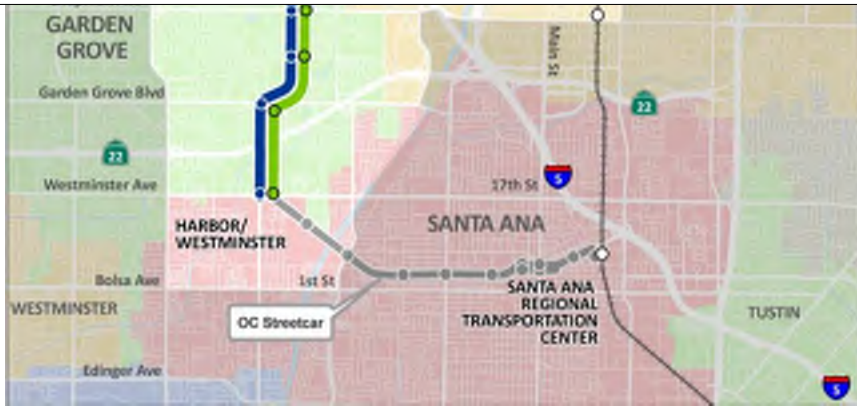 GARDEN
GROVE
Main St
Garden Grove Blvd
22
22
Westminster Ave
17th St
5
HARBOR/
WESTMINSTER
SANTA ANA
Bolsa Ave
1st St
WESTMINSTER
OC Streetcar
SANTA ANA
REGIONAL
TRANSPORTATION
CENTER
TUSTIN
Edinger Ave
5